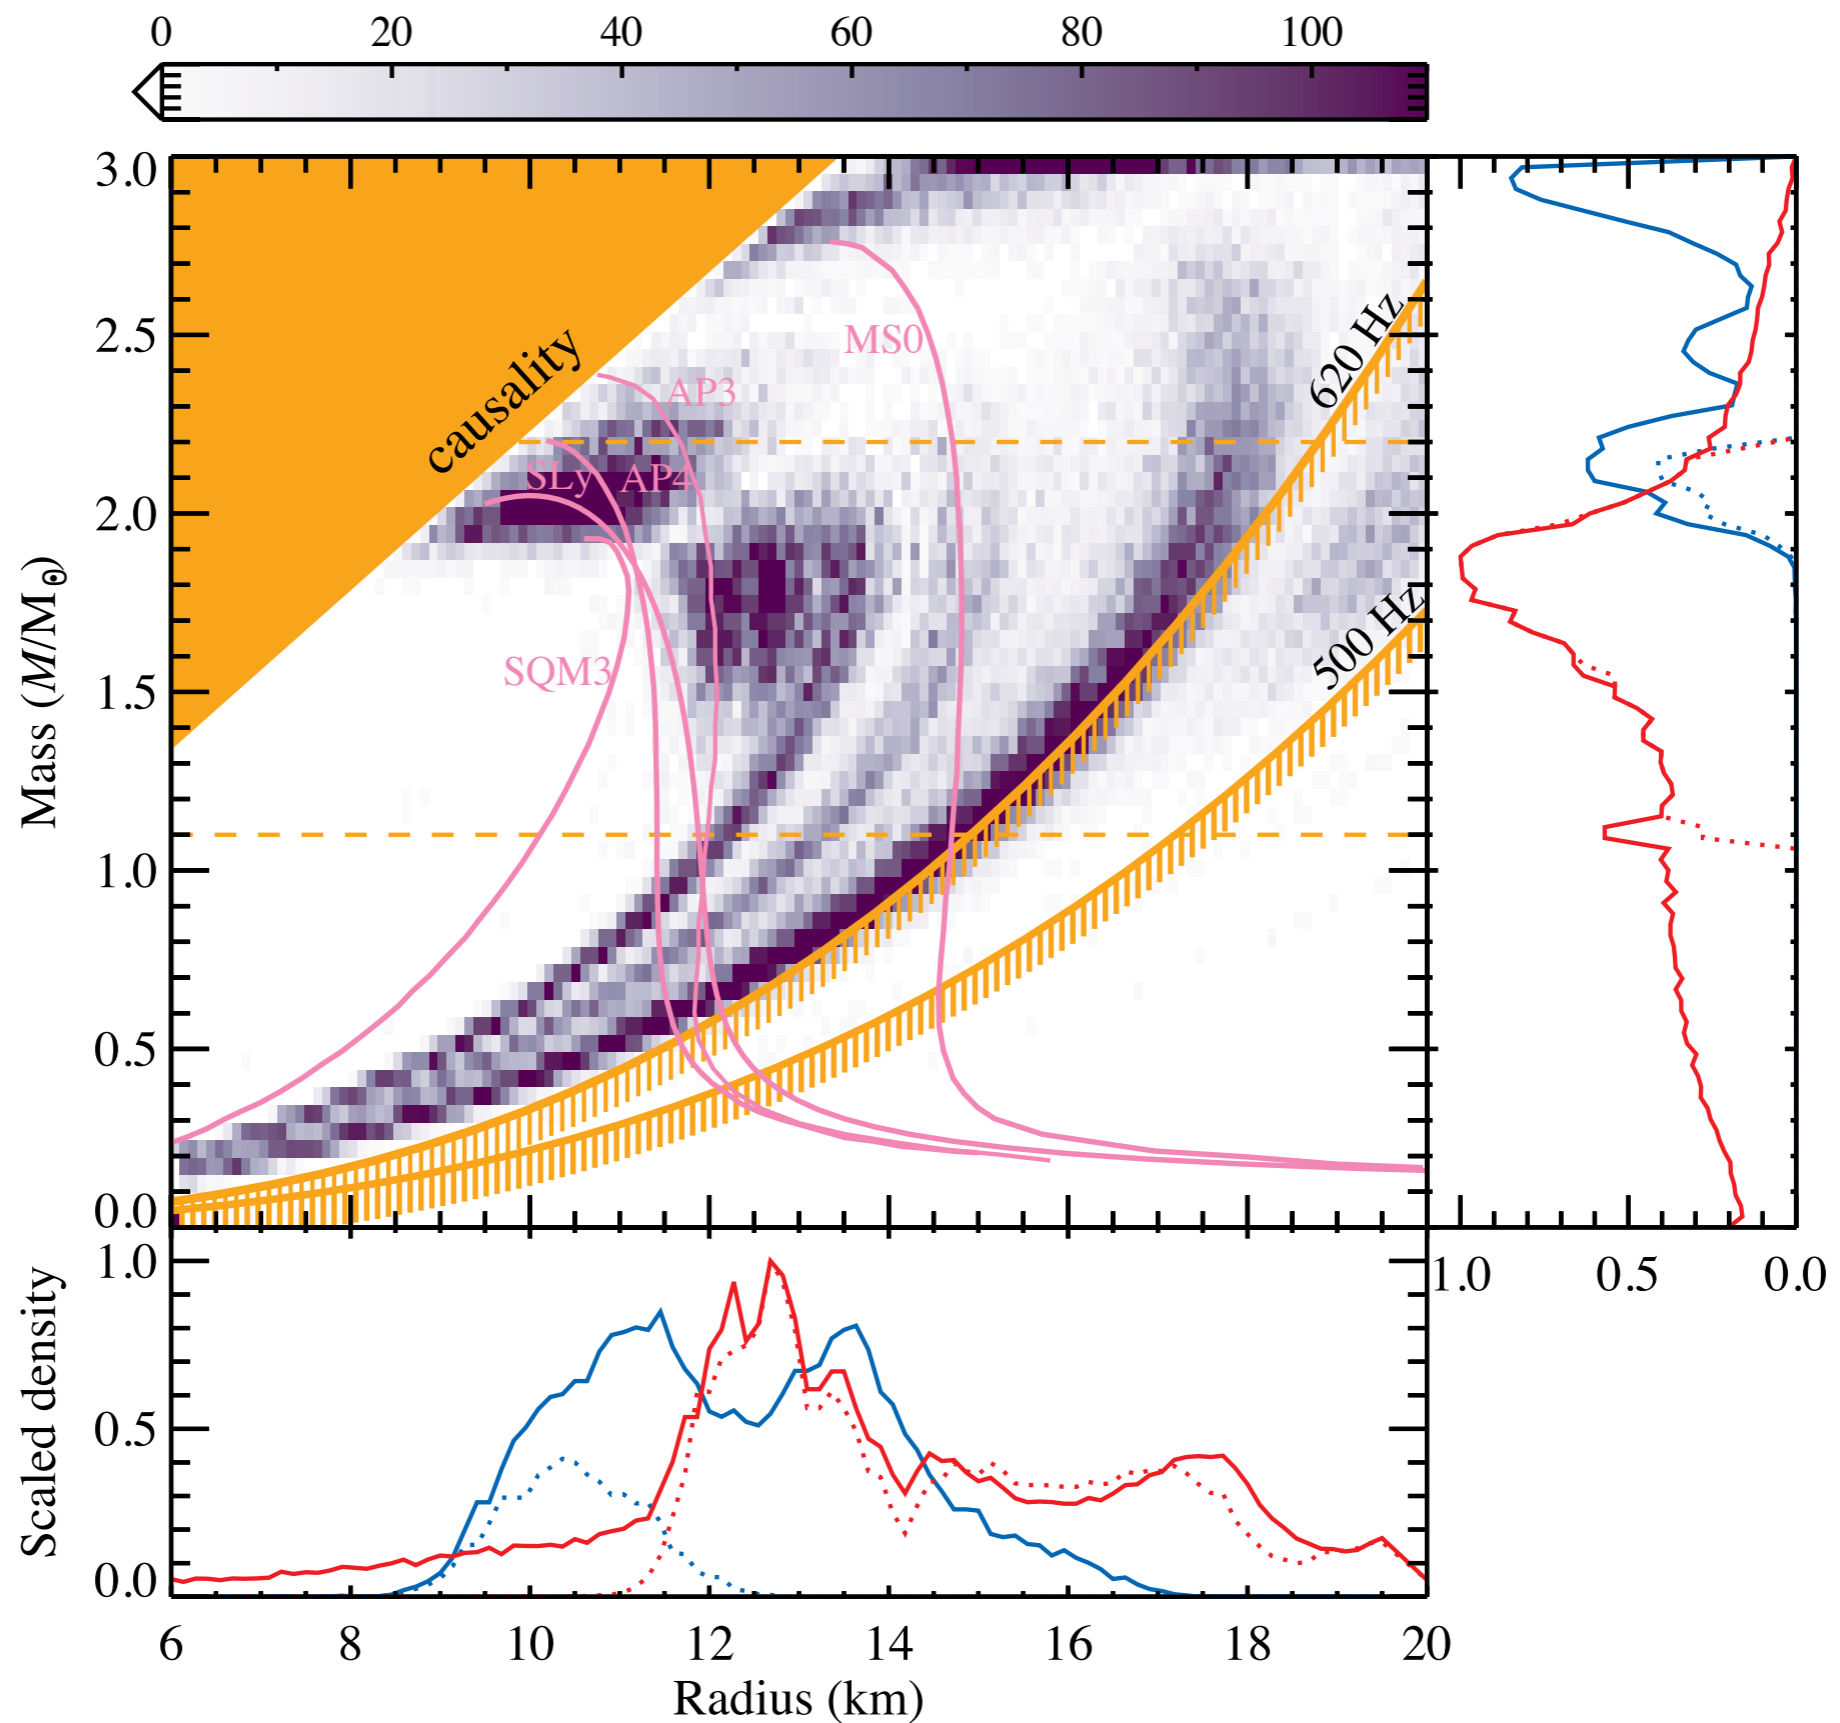 0 20 40 60 80 100
3.0
2.5
2.0
1.5
1.0
0.5
0.0
Mass (M/M⊙)
causality
MS0
AP3
SLy
AP4
SQM3
620 Hz
500 Hz
1.0 0.5 0.0
1.0
0.5
0.0
Scaled density
6 8 10 12 14 16 18 20
Radius (km)